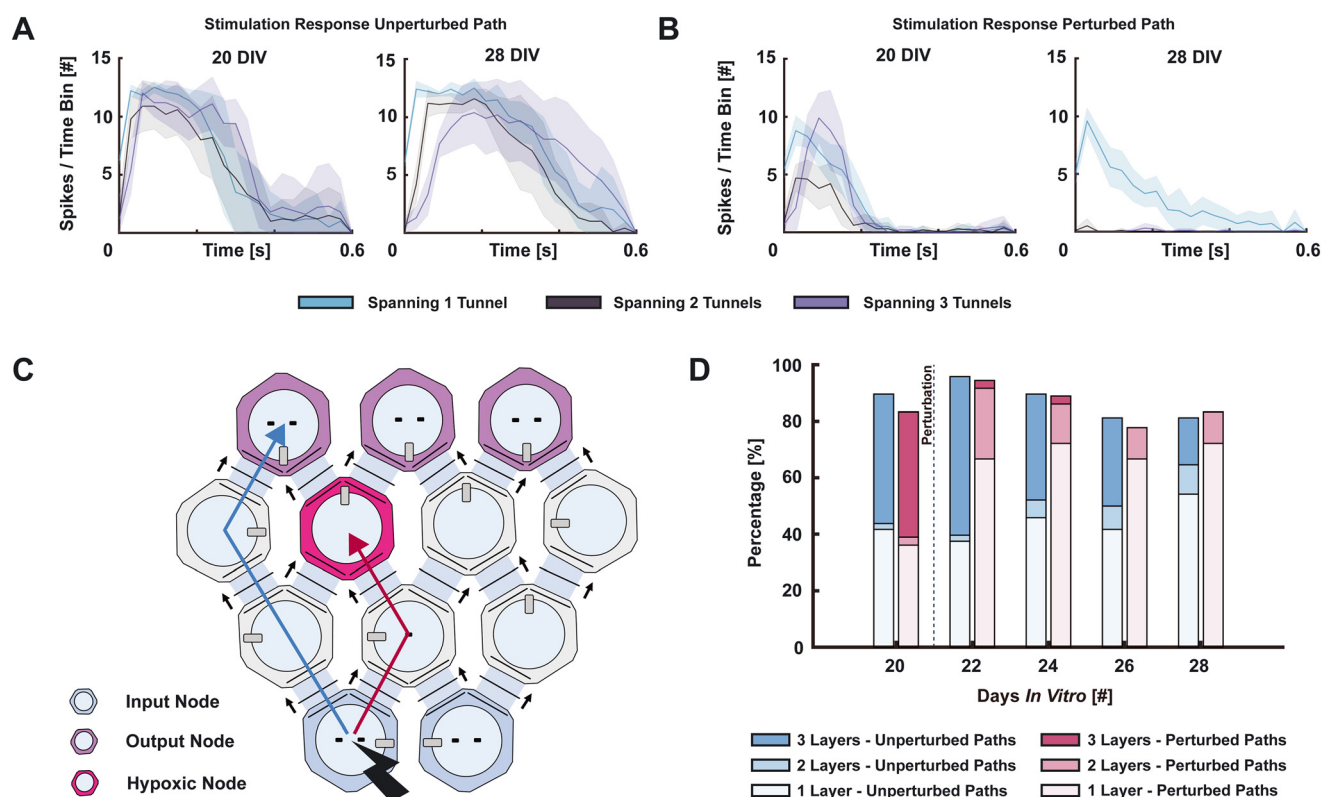 A
Stimulation Response Unperturbed Path
20 DIV
28 DIV
Spikes / Time Bin [#]
15
10
5
0
Time [s]
0.6
15
10
5
0
Time [s]
0.6
B
Stimulation Response Perturbed Path
20 DIV
28 DIV
Spikes / Time Bin [#]
15
10
5
0
Time [s]
0.6
15
10
5
0
Time [s]
0.6
Spanning 1 Tunnel
Spanning 2 Tunnels
Spanning 3 Tunnels
C
Input Node
Output Node
Hypoxic Node
D
Percentage [%]
100
80
60
40
20
0
Perturbation
20
22
24
26
28
Days In Vitro [#]
3 Layers - Unperturbed Paths
2 Layers - Unperturbed Paths
1 Layer - Unperturbed Paths
3 Layers - Perturbed Paths
2 Layers - Perturbed Paths
1 Layer - Perturbed Paths